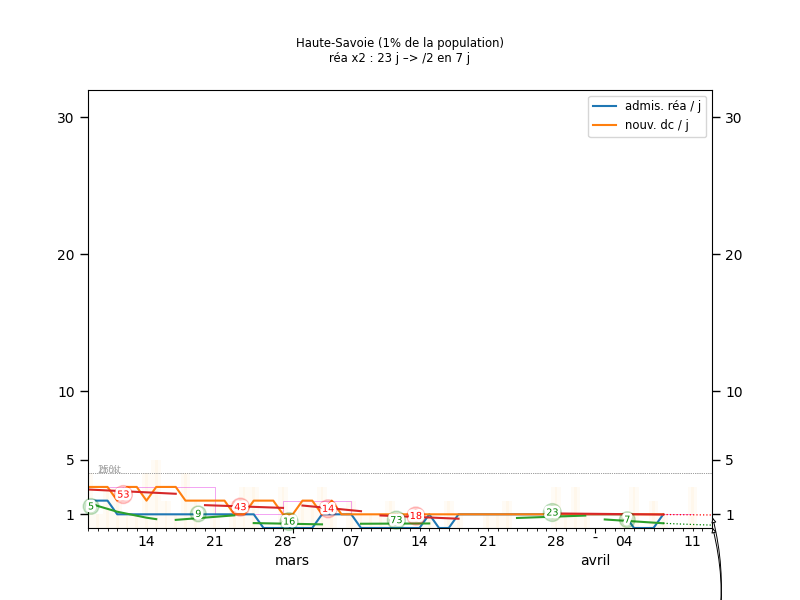 Haute-Savoie (1% de la population)
réa x2 : 23 j –> /2 en 7 j
admis. réa / j
nouv. dc / j
30 30
20 20
10 10
5 5
1 1
5 53 9 43 16 14 73 18 23 7
14 21 28 07 14 21 28 04 11
mars avril